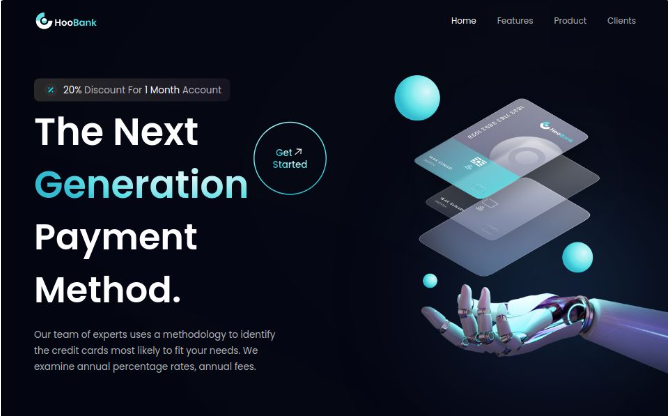 HooBank
Home Features Product Clients
20% Discount For 1 Month Account
The Next
Generation
Get
Started
Payment
Method.
Our team of experts uses a methodology to identify
the credit cards most likely to fit your needs. We
examine annual percentage rates, annual fees.
HooBank